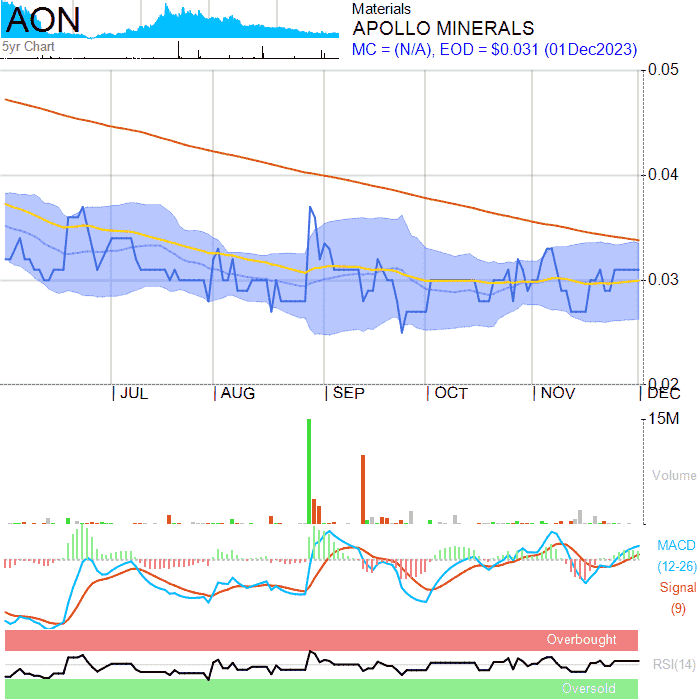 AON
5yr Chart
Materials
APOLLO MINERALS
MC = (N/A), EOD = $0.031 (01Dec2023)
0.05
0.04
0.03
0.02
JUL
AUG
SEP
OCT
NOV
DEC
15M
Volume
MACD
(12-26)
Signal
(9)
Overbought
RSI(14)
Oversold